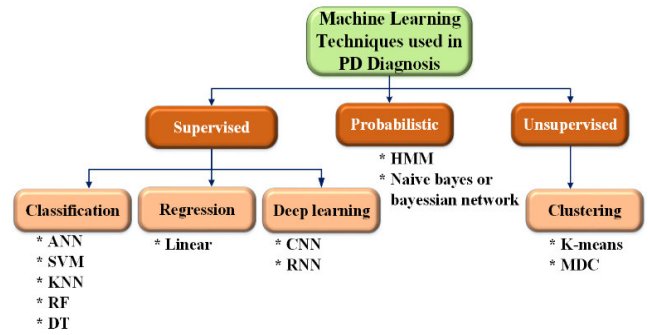 Machine Learning
Techniques used in
PD Diagnosis
Supervised
Probabilistic
Unsupervised
* HMM
* Naive bayes or
bayessian network
Classification
Regression
Deep learning
Clustering
* ANN
* SVM
* KNN
* RF
* DT
* Linear
* CNN
* RNN
* K-means
* MDC